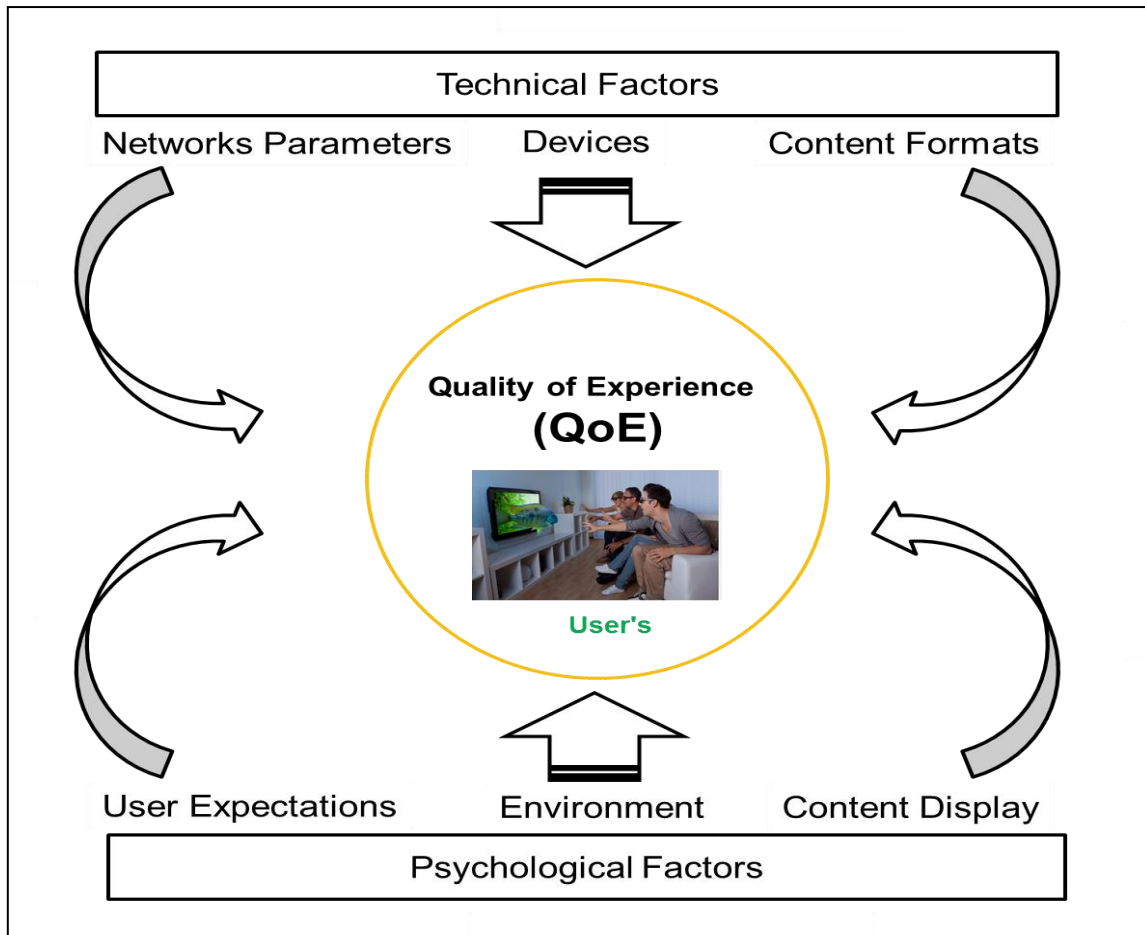 Technical Factors
Networks Parameters
Devices
Content Formats
Quality of Experience
(QoE)
User's
User Expectations
Environment
Content Display
Psychological Factors